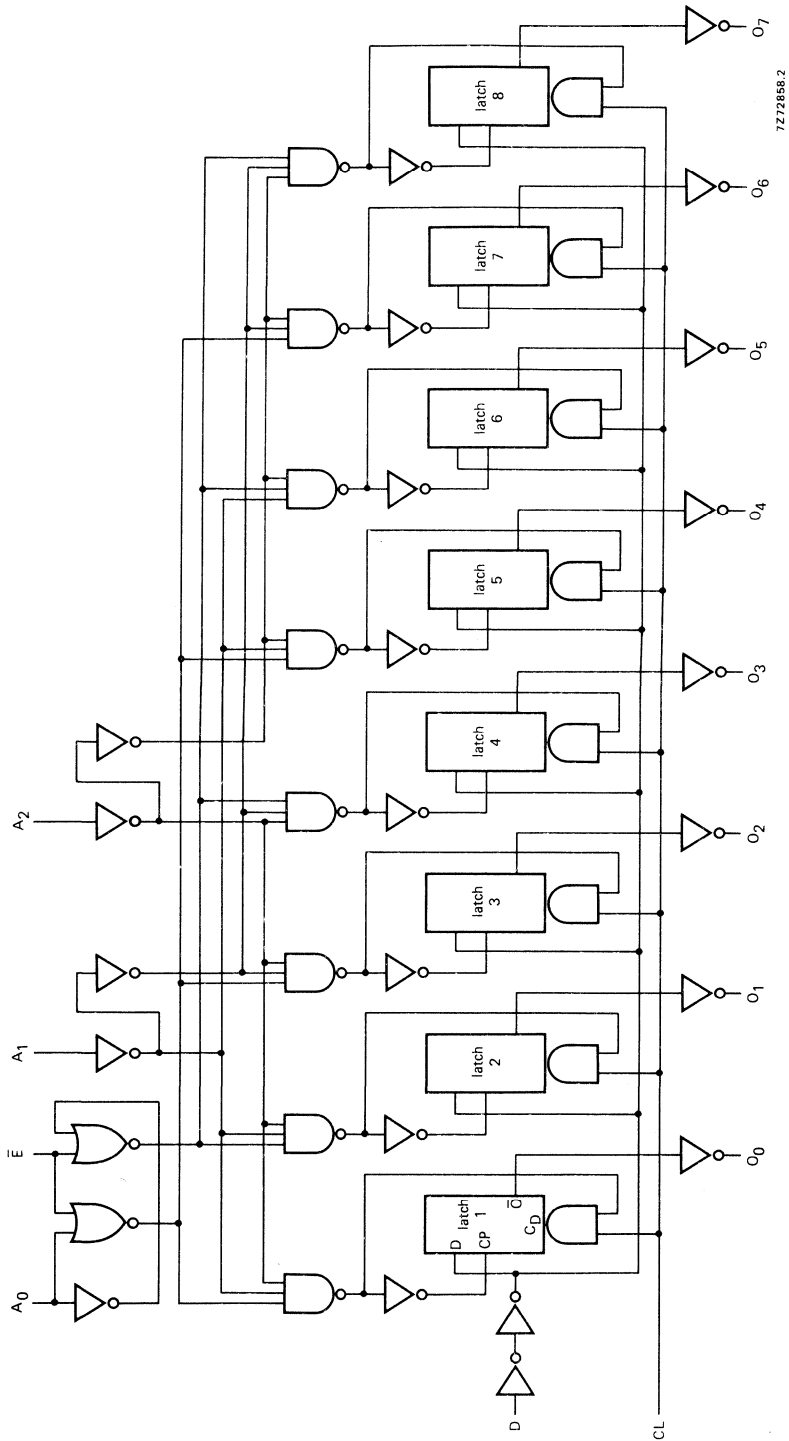 A0
E̅
A1
A2
D
CL
D
CP
latch
1
O̅
CD
latch
2
latch
3
latch
4
latch
5
latch
6
latch
7
latch
8
O0
O1
O2
O3
O4
O5
O6
O7
7Z72858.2